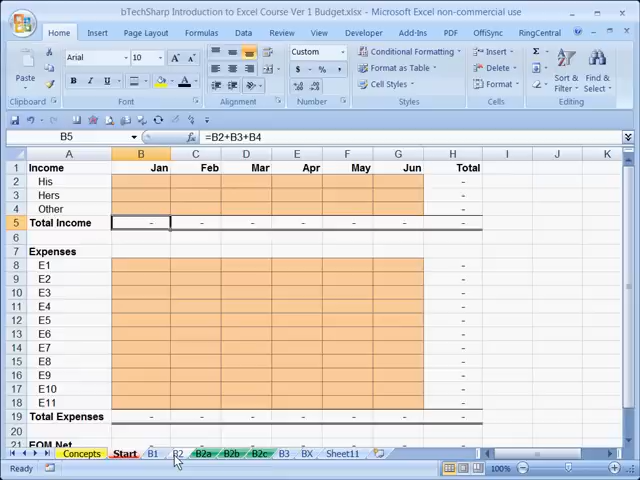 bTechSharp Introduction to Excel Course Ver 1 Budget.xlsx - Microsoft Excel non-commercial use
Home Insert Page Layout Formulas Data Review View Developer Add-Ins PDF OffiSync RingCentral
Paste Arial 10 Custom Conditional Formatting Insert Σ
B I U A A $ % , Format as Table Delete Sort & Filter Find & Select
Cell Styles Format
Clipboard Font Alignment Number Styles Cells Editing
B5 fx =B2+B3+B4
A B C D E F G H I J K
1 Income Jan Feb Mar Apr May Jun Total
2 His -
3 Hers -
4 Other -
5 Total Income - - - - - - -
6
7 Expenses
8 E1 -
9 E2 -
10 E3 -
11 E4 -
12 E5 -
13 E6 -
14 E7 -
15 E8 -
16 E9 -
17 E10 -
18 E11 -
19 Total Expenses - - - - - - -
20
21 EOM Net - - - - - - -
Concepts Start B1 B2 B2a B2b B2c B3 BX Sheet11
Ready 100%